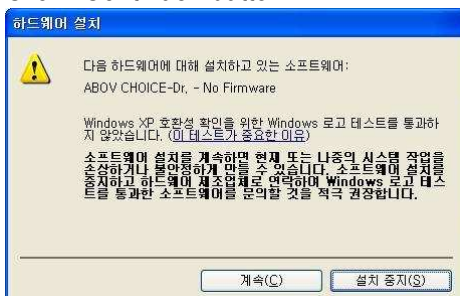 하드웨어 설치
다음 하드웨어에 대해 설치하고 있는 소프트웨어:
ABOV CHOICE-Dr. - No Firmware
Windows XP 호환성 확인을 위한 Windows 로고 테스트를 통과하
지 않았습니다. (이 테스트가 중요한 이유)
소프트웨어 설치를 계속하면 현재 또는 나중의 시스템 작업을
손상하거나 불안정하게 만들 수 있습니다. 소프트웨어 설치를
중지하고 하드웨어 제조업체로 연락하여 Windows 로고 테스
트를 통과한 소프트웨어를 문의할 것을 적극 권장합니다.
계속(C)
설치 중지(S)